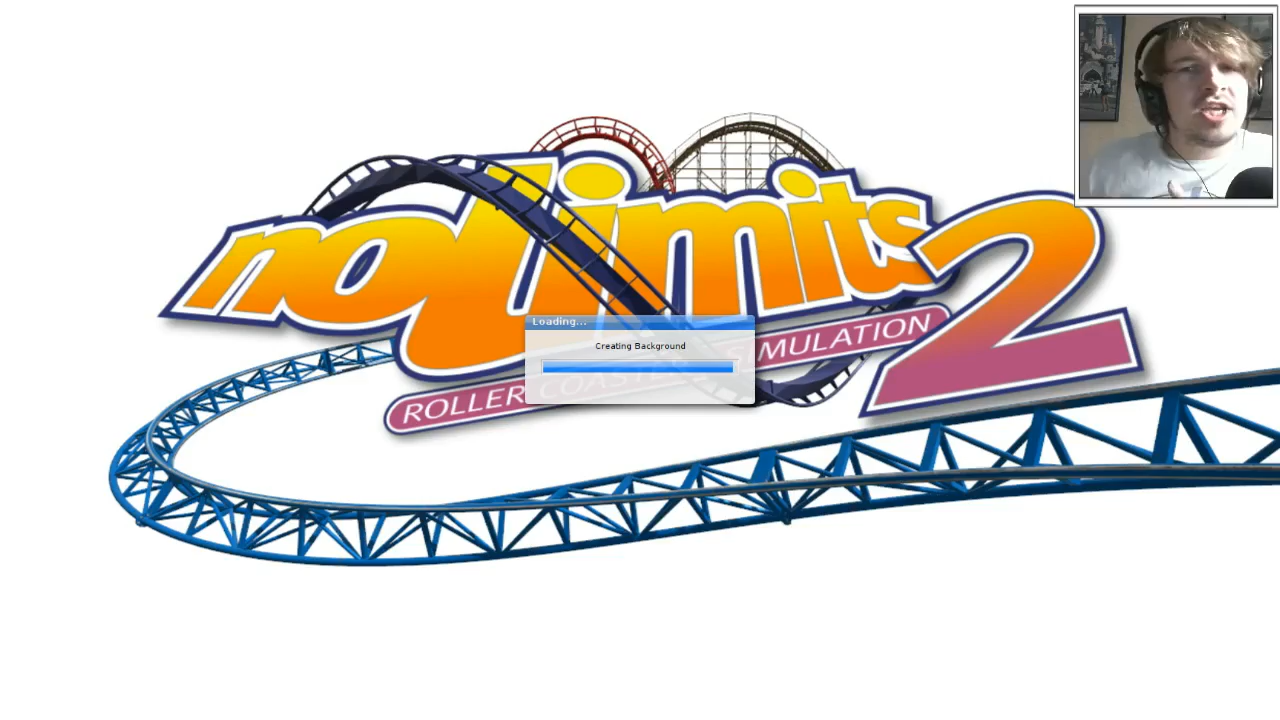 noLimits 2
Loading...
Creating Background
ROLLER COASTER SIMULATION